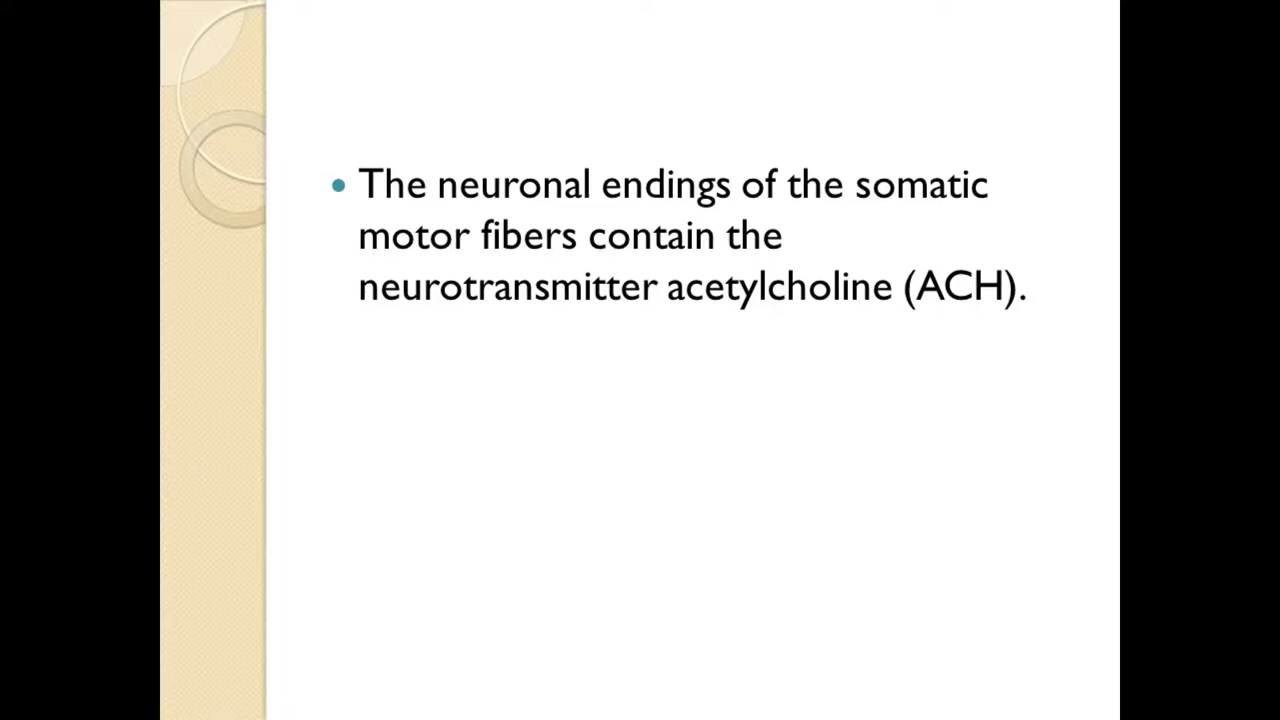 The neuronal endings of the somatic
motor fibers contain the
neurotransmitter acetylcholine (ACH).